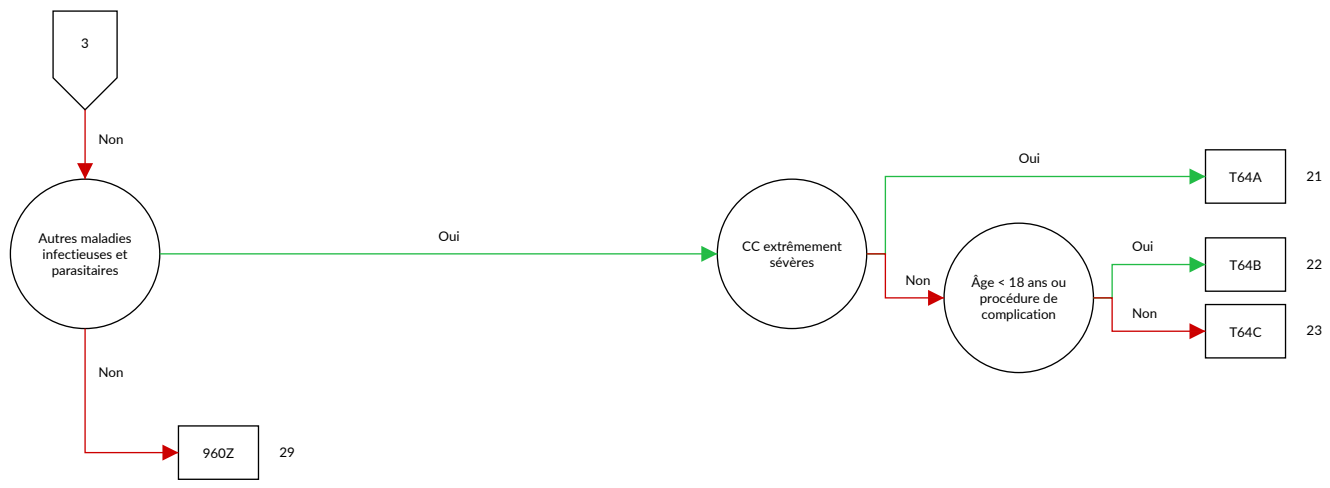 3
Non
Autres maladies
infectieuses et
parasitaires
Oui
CC extrêmement
sévères
Oui
T64A
21
Non
Âge < 18 ans ou
procédure de
complication
Oui
T64B
22
Non
T64C
23
Non
960Z
29